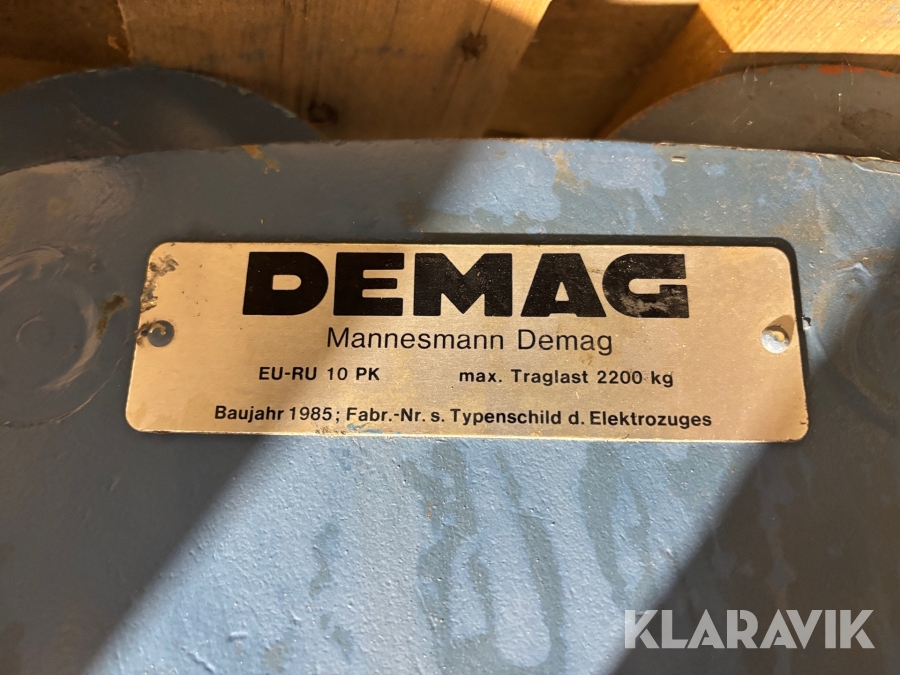 DEMAG
Mannesmann Demag
EU-RU 10 PK max. Traglast 2200 kg
Baujahr 1985; Fabr.-Nr. s. Typenschild d. Elektrozuges
KLARAVIK